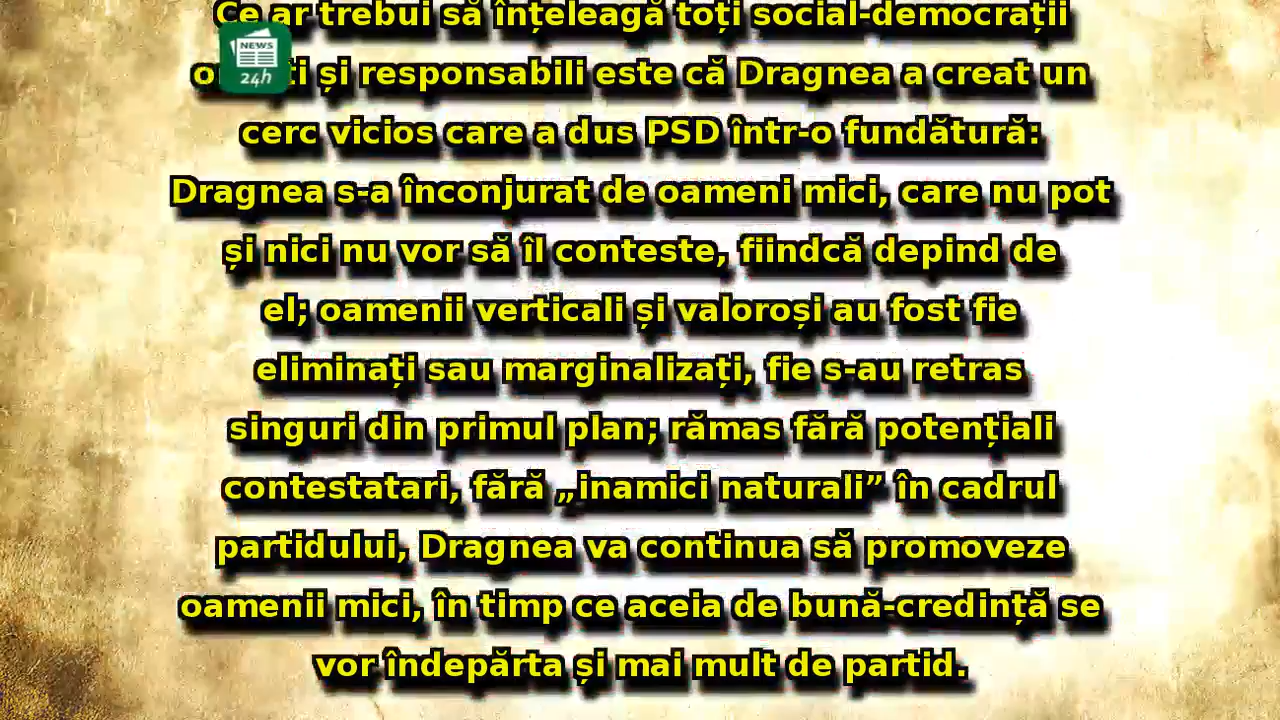 Ce ar trebui să înțeleagă toți social-democrații
și responsabili este că Dragnea a creat un
cerc vicios care a dus PSD într-o fundătură:
Dragnea s-a înconjurat de oameni mici, care nu pot
și nici nu vor să îl conteste, fiindcă depind de
el; oamenii verticali și valoroși au fost fie
eliminați sau marginalizați, fie s-au retras
singuri din primul plan; rămas fără potențiali
contestatari, fără „inamici naturali” în cadrul
partidului, Dragnea va continua să promoveze
oamenii mici, în timp ce aceia de bună-credință se
vor îndepărta și mai mult de partid.
NEWS
24h